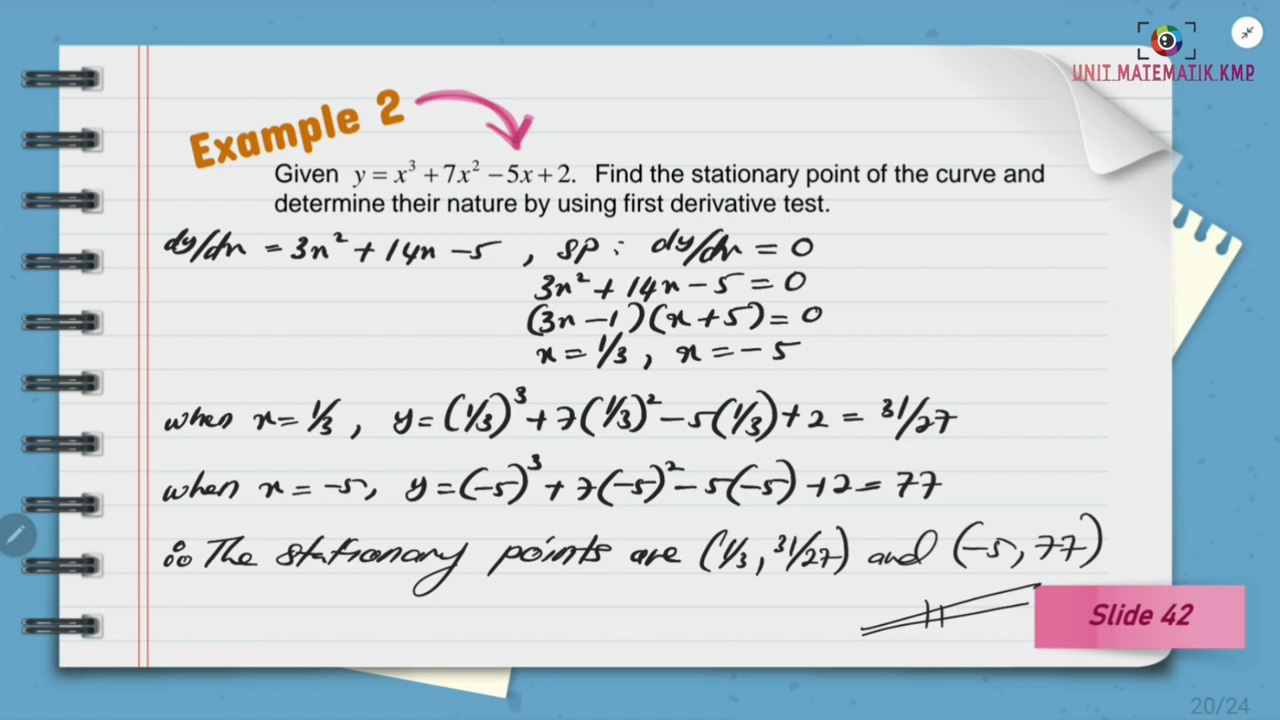 UNIT.MATEMATIK.KMP
Example 2
Given y = x³ + 7x² − 5x + 2. Find the stationary point of the curve and
determine their nature by using first derivative test.
dy/dx = 3x² + 14x − 5 , sp : dy/dx = 0
3x² + 14x − 5 = 0
(3x − 1)(x + 5) = 0
x = 1/3 , x = − 5
when x = 1/3 , y = (1/3)³ + 7(1/3)² − 5(1/3) + 2 = 31/27
when x = −5, y = (−5)³ + 7(−5)² − 5(−5) + 2 = 77
∴ The stationary points are (1/3 , 31/27) and (−5, 77)
Slide 42
20/24